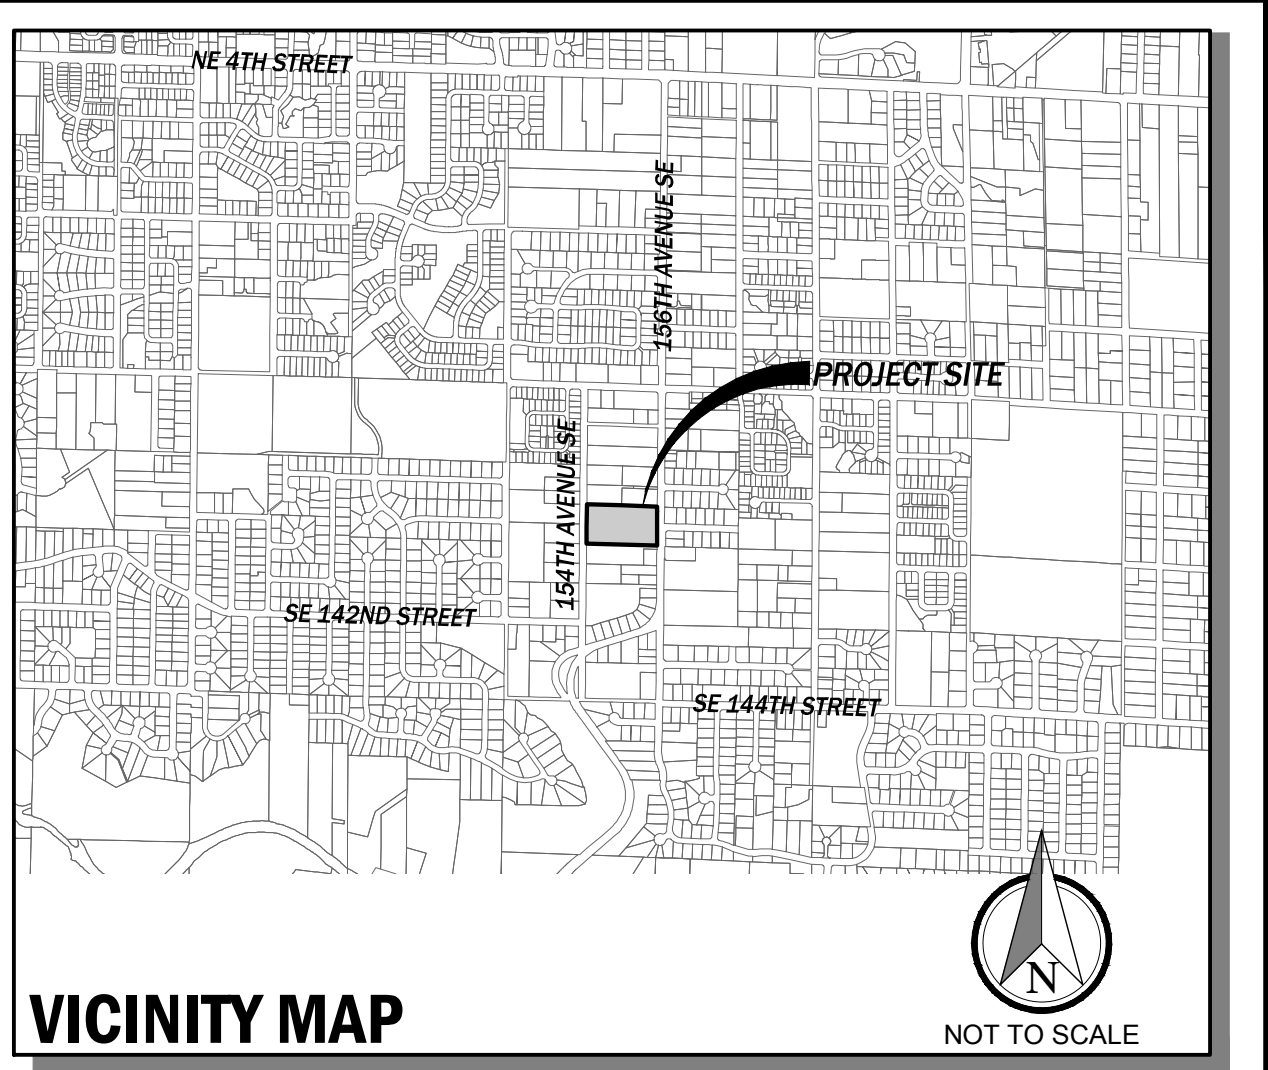 NE 4TH STREET
156TH AVENUE SE
PROJECT SITE
154TH AVENUE SE
SE 142ND STREET
SE 144TH STREET
N
VICINITY MAP
NOT TO SCALE